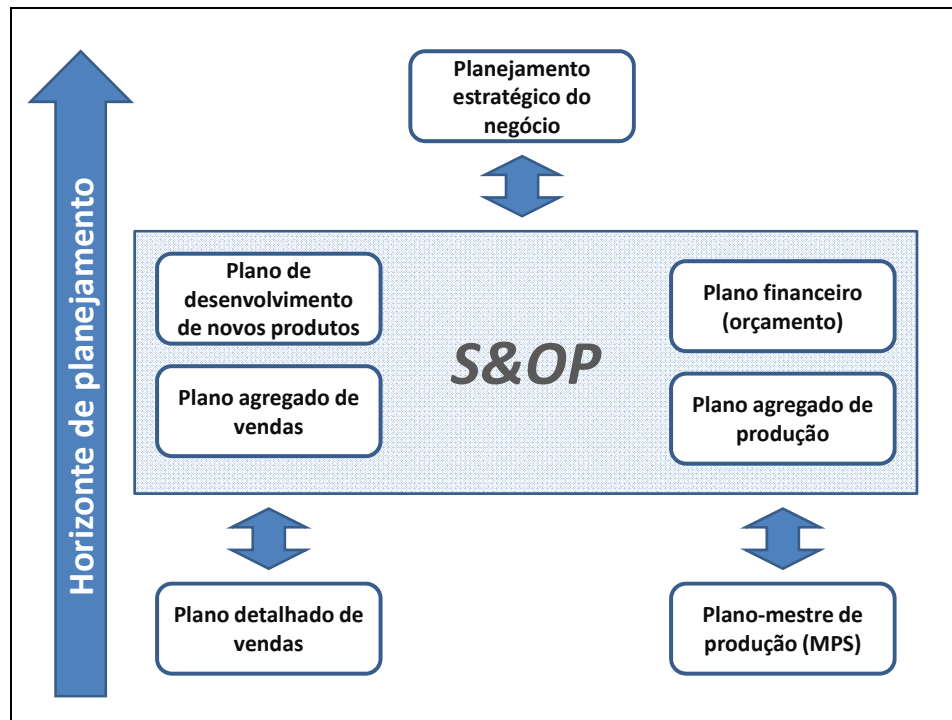 Horizonte de planejamento
Planejamento
estratégico do
negócio
Plano de
desenvolvimento
de novos produtos
Plano agregado de
vendas
S&OP
Plano financeiro
(orçamento)
Plano agregado de
produção
Plano detalhado de
vendas
Plano-mestre de
produção (MPS)